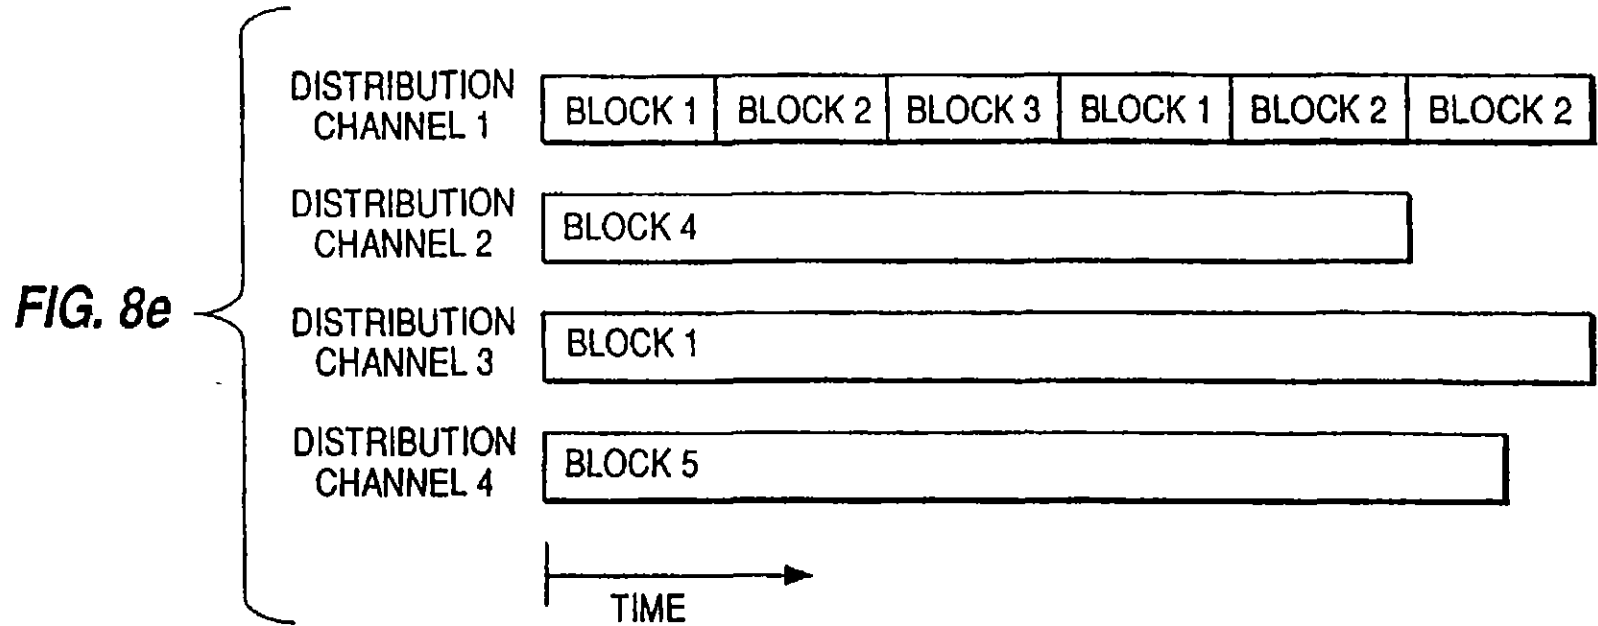 DISTRIBUTION
CHANNEL 1
BLOCK 1 BLOCK 2 BLOCK 3 BLOCK 1 BLOCK 2 BLOCK 2
DISTRIBUTION
CHANNEL 2
BLOCK 4
FIG. 8e
DISTRIBUTION
CHANNEL 3
BLOCK 1
DISTRIBUTION
CHANNEL 4
BLOCK 5
TIME